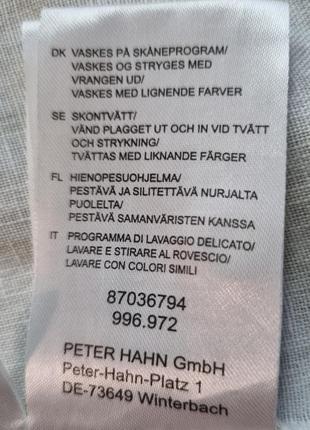 DK VASKES PÅ SKÅNEPROGRAM/
VASKES OG STRYGES MED
VRANGEN UD/
VASKES MED LIGNENDE FARVER
SE SKONTVÄTT/
VÄND PLAGGET UT OCH IN VID TVÄTT
OCH STRYKNING/
TVÄTTAS MED LIKNANDE FÄRGER
FL HIENOPESUOHJELMA/
PESTÄVÄ JA SILITETTÄVÄ NURJALTA
PUOLELTA/
PESTÄVÄ SAMANVÄRISTEN KANSSA
IT PROGRAMMA DI LAVAGGIO DELICATO/
LAVARE E STIRARE AL ROVESCIO/
LAVARE CON COLORI SIMILI
87036794
996.972
PETER HAHN GmbH
Peter-Hahn-Platz 1
DE-73649 Winterbach